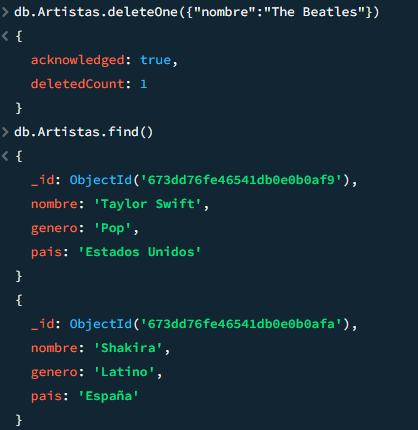 > db.Artistas.deleteOne({"nombre":"The Beatles"})
< {
acknowledged: true,
deletedCount: 1
}
> db.Artistas.find()
< {
_id: ObjectId('673dd76fe46541db0e0b0af9'),
nombre: 'Taylor Swift',
genero: 'Pop',
pais: 'Estados Unidos'
}
{
_id: ObjectId('673dd76fe46541db0e0b0afa'),
nombre: 'Shakira',
genero: 'Latino',
pais: 'España'
}